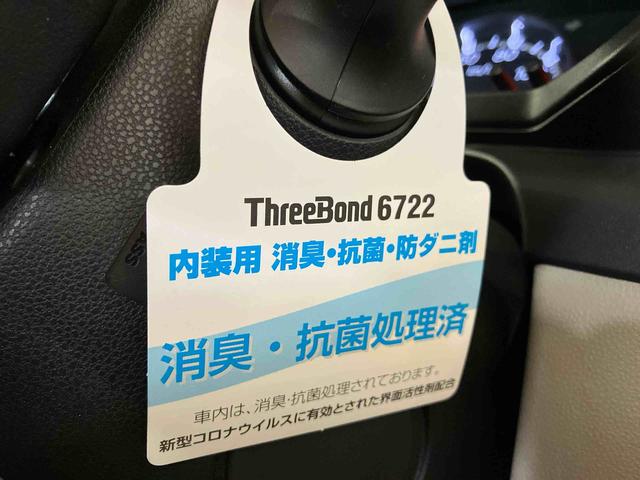 ThreeBond 6722
内装用 消臭・抗菌・防ダニ剤
消臭・抗菌処理済
車内は、消臭・抗菌処理されております。
新型コロナウイルスに有効とされた界面活性剤配合